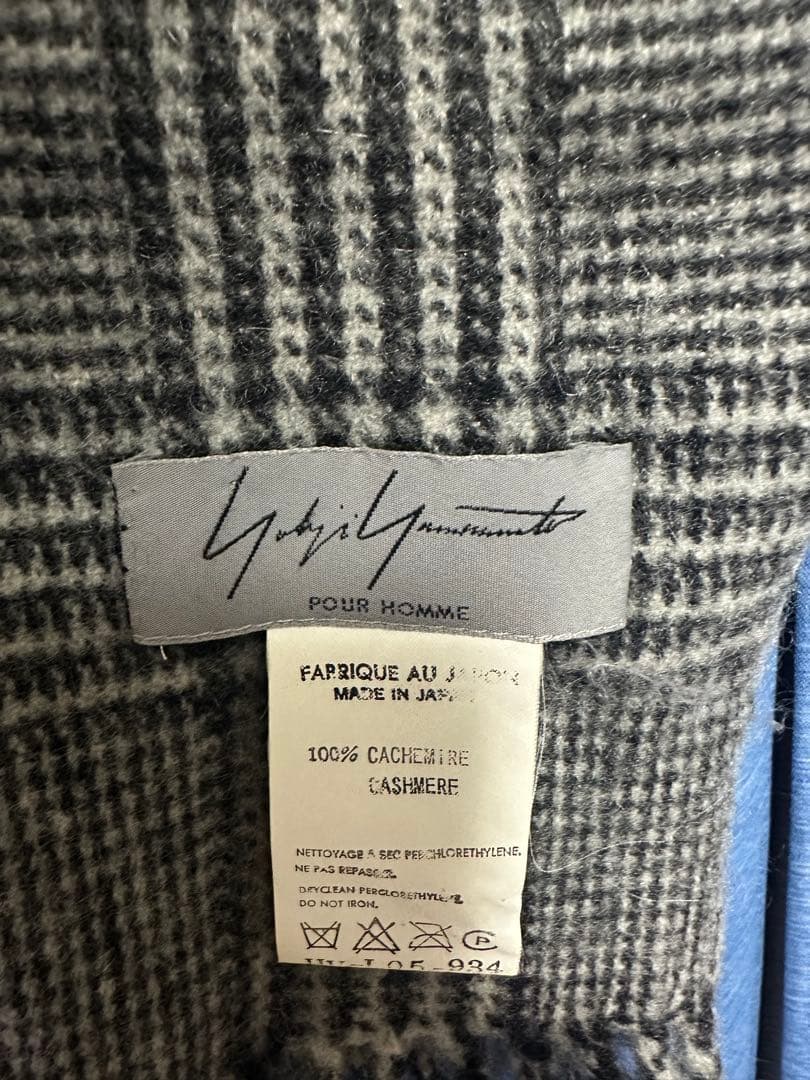 Yohji Yamamoto
POUR HOMME
FABRIQUE AU JAPON
MADE IN JAPAN
100% CACHEMIRE
CASHMERE
NETTOYAGE A SEC PERCHLORETHYLENE.
NE PAS REPASSER.
DRYCLEAN PERCLORETHYLENE
DO NOT IRON.
P
-934